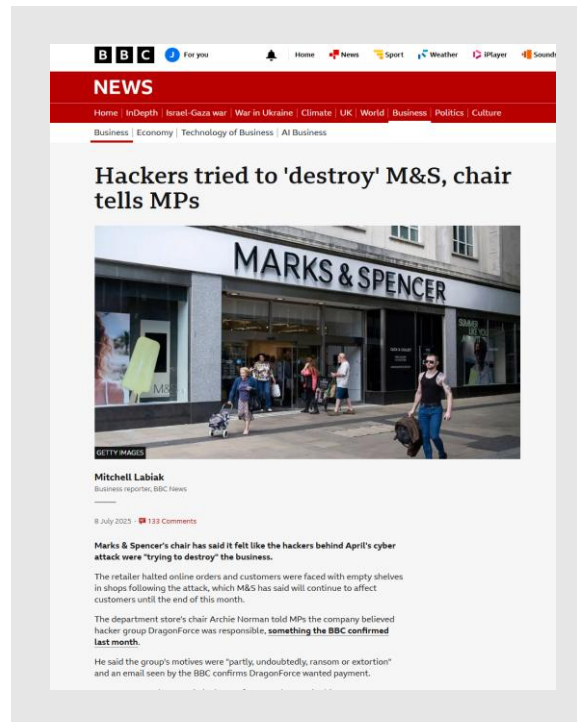 BBC J For you Home News Sport Weather iPlayer Sounds
NEWS
Home | InDepth | Israel-Gaza war | War in Ukraine | Climate | UK | World | Business | Politics | Culture
Business | Economy | Technology of Business | AI Business
Hackers tried to 'destroy' M&S, chair
tells MPs
MARKS & SPENCER
SUMMER
M&S
GETTY IMAGES
Mitchell Labiak
Business reporter, BBC News
8 July 2025 · 133 Comments
Marks & Spencer's chair has said it felt like the hackers behind April's cyber
attack were "trying to destroy" the business.
The retailer halted online orders and customers were faced with empty shelves
in shops following the attack, which M&S has said will continue to affect
customers until the end of this month.
The department store's chair Archie Norman told MPs the company believed
hacker group DragonForce was responsible, something the BBC confirmed
last month.
He said the group's motives were "partly, undoubtedly, ransom or extortion"
and an email seen by the BBC confirms DragonForce wanted payment.